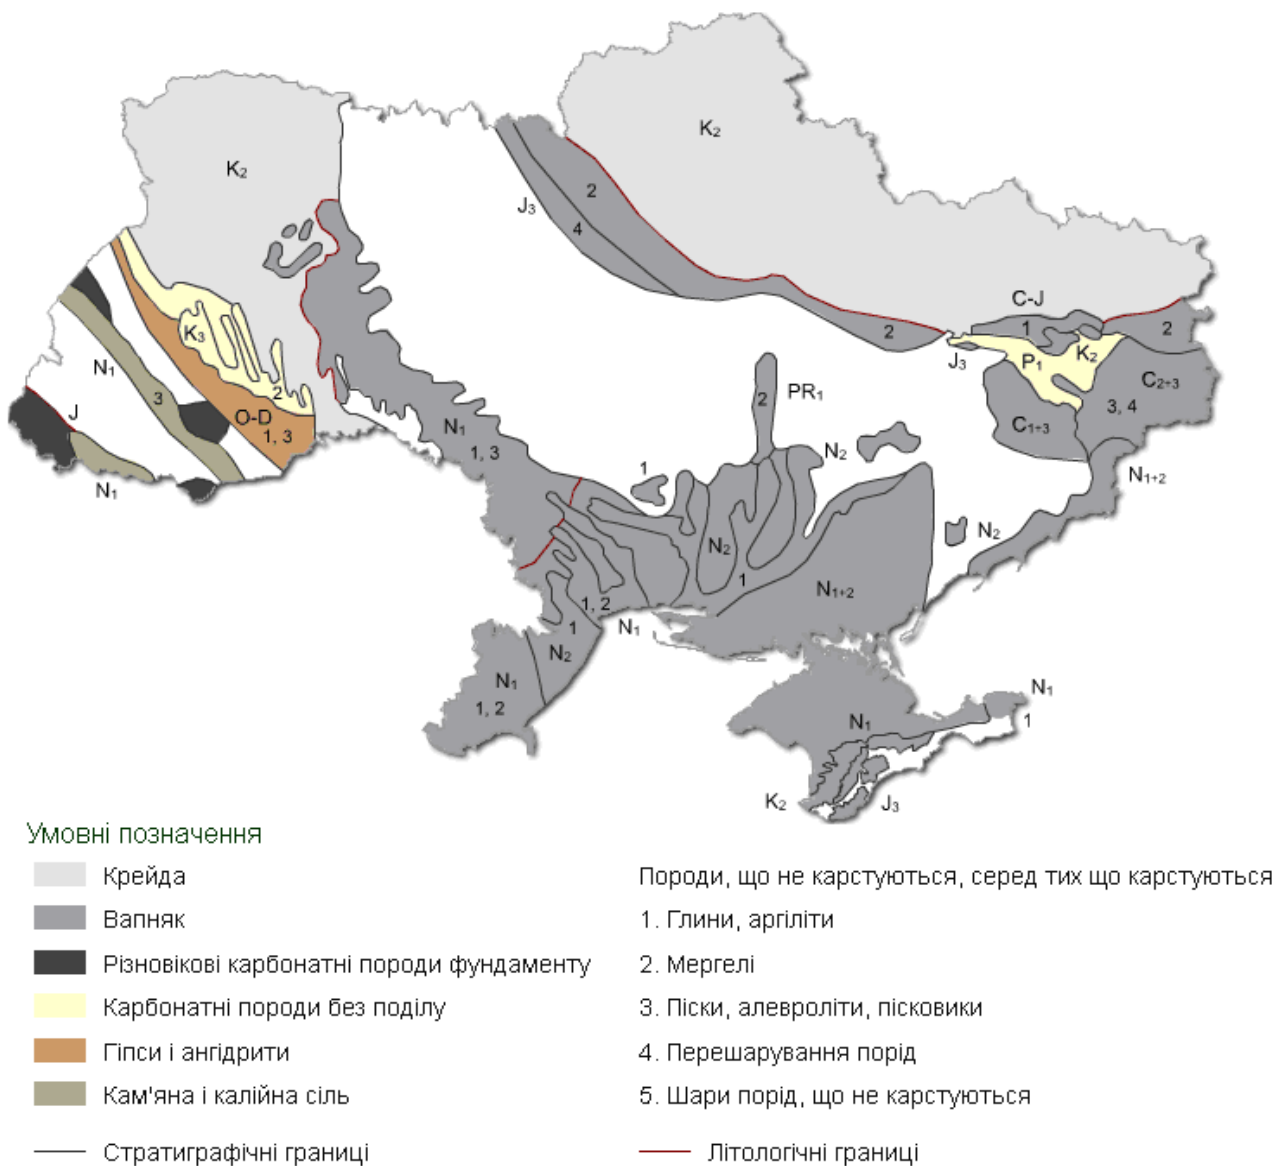 K₂
K₂
J₃
2
4
C-J
1
2
2
K₃
J₃
P₁
K₂
N₁
C₂₊₃
2
PR₁
3
2
3, 4
J
O-D
N₁
C₁₊₃
1, 3
1, 3
N₂
1
N₁₊₂
N₁
N₂
N₂
1
N₁₊₂
1, 2
1
N₁
N₂
N₁
N₁
1, 2
N₁
1
K₂
J₃
Умовні позначення
Крейда
Породи, що не карстуються, серед тих що карстуються
Вапняк
1. Глини, аргіліти
Різновікові карбонатні породи фундаменту
2. Мергелі
Карбонатні породи без поділу
3. Піски, алевроліти, пісковики
Гіпси і ангідрити
4. Перешарування порід
Кам'яна і калійна сіль
5. Шари порід, що не карстуються
Стратиграфічні границі
Літологічні границі